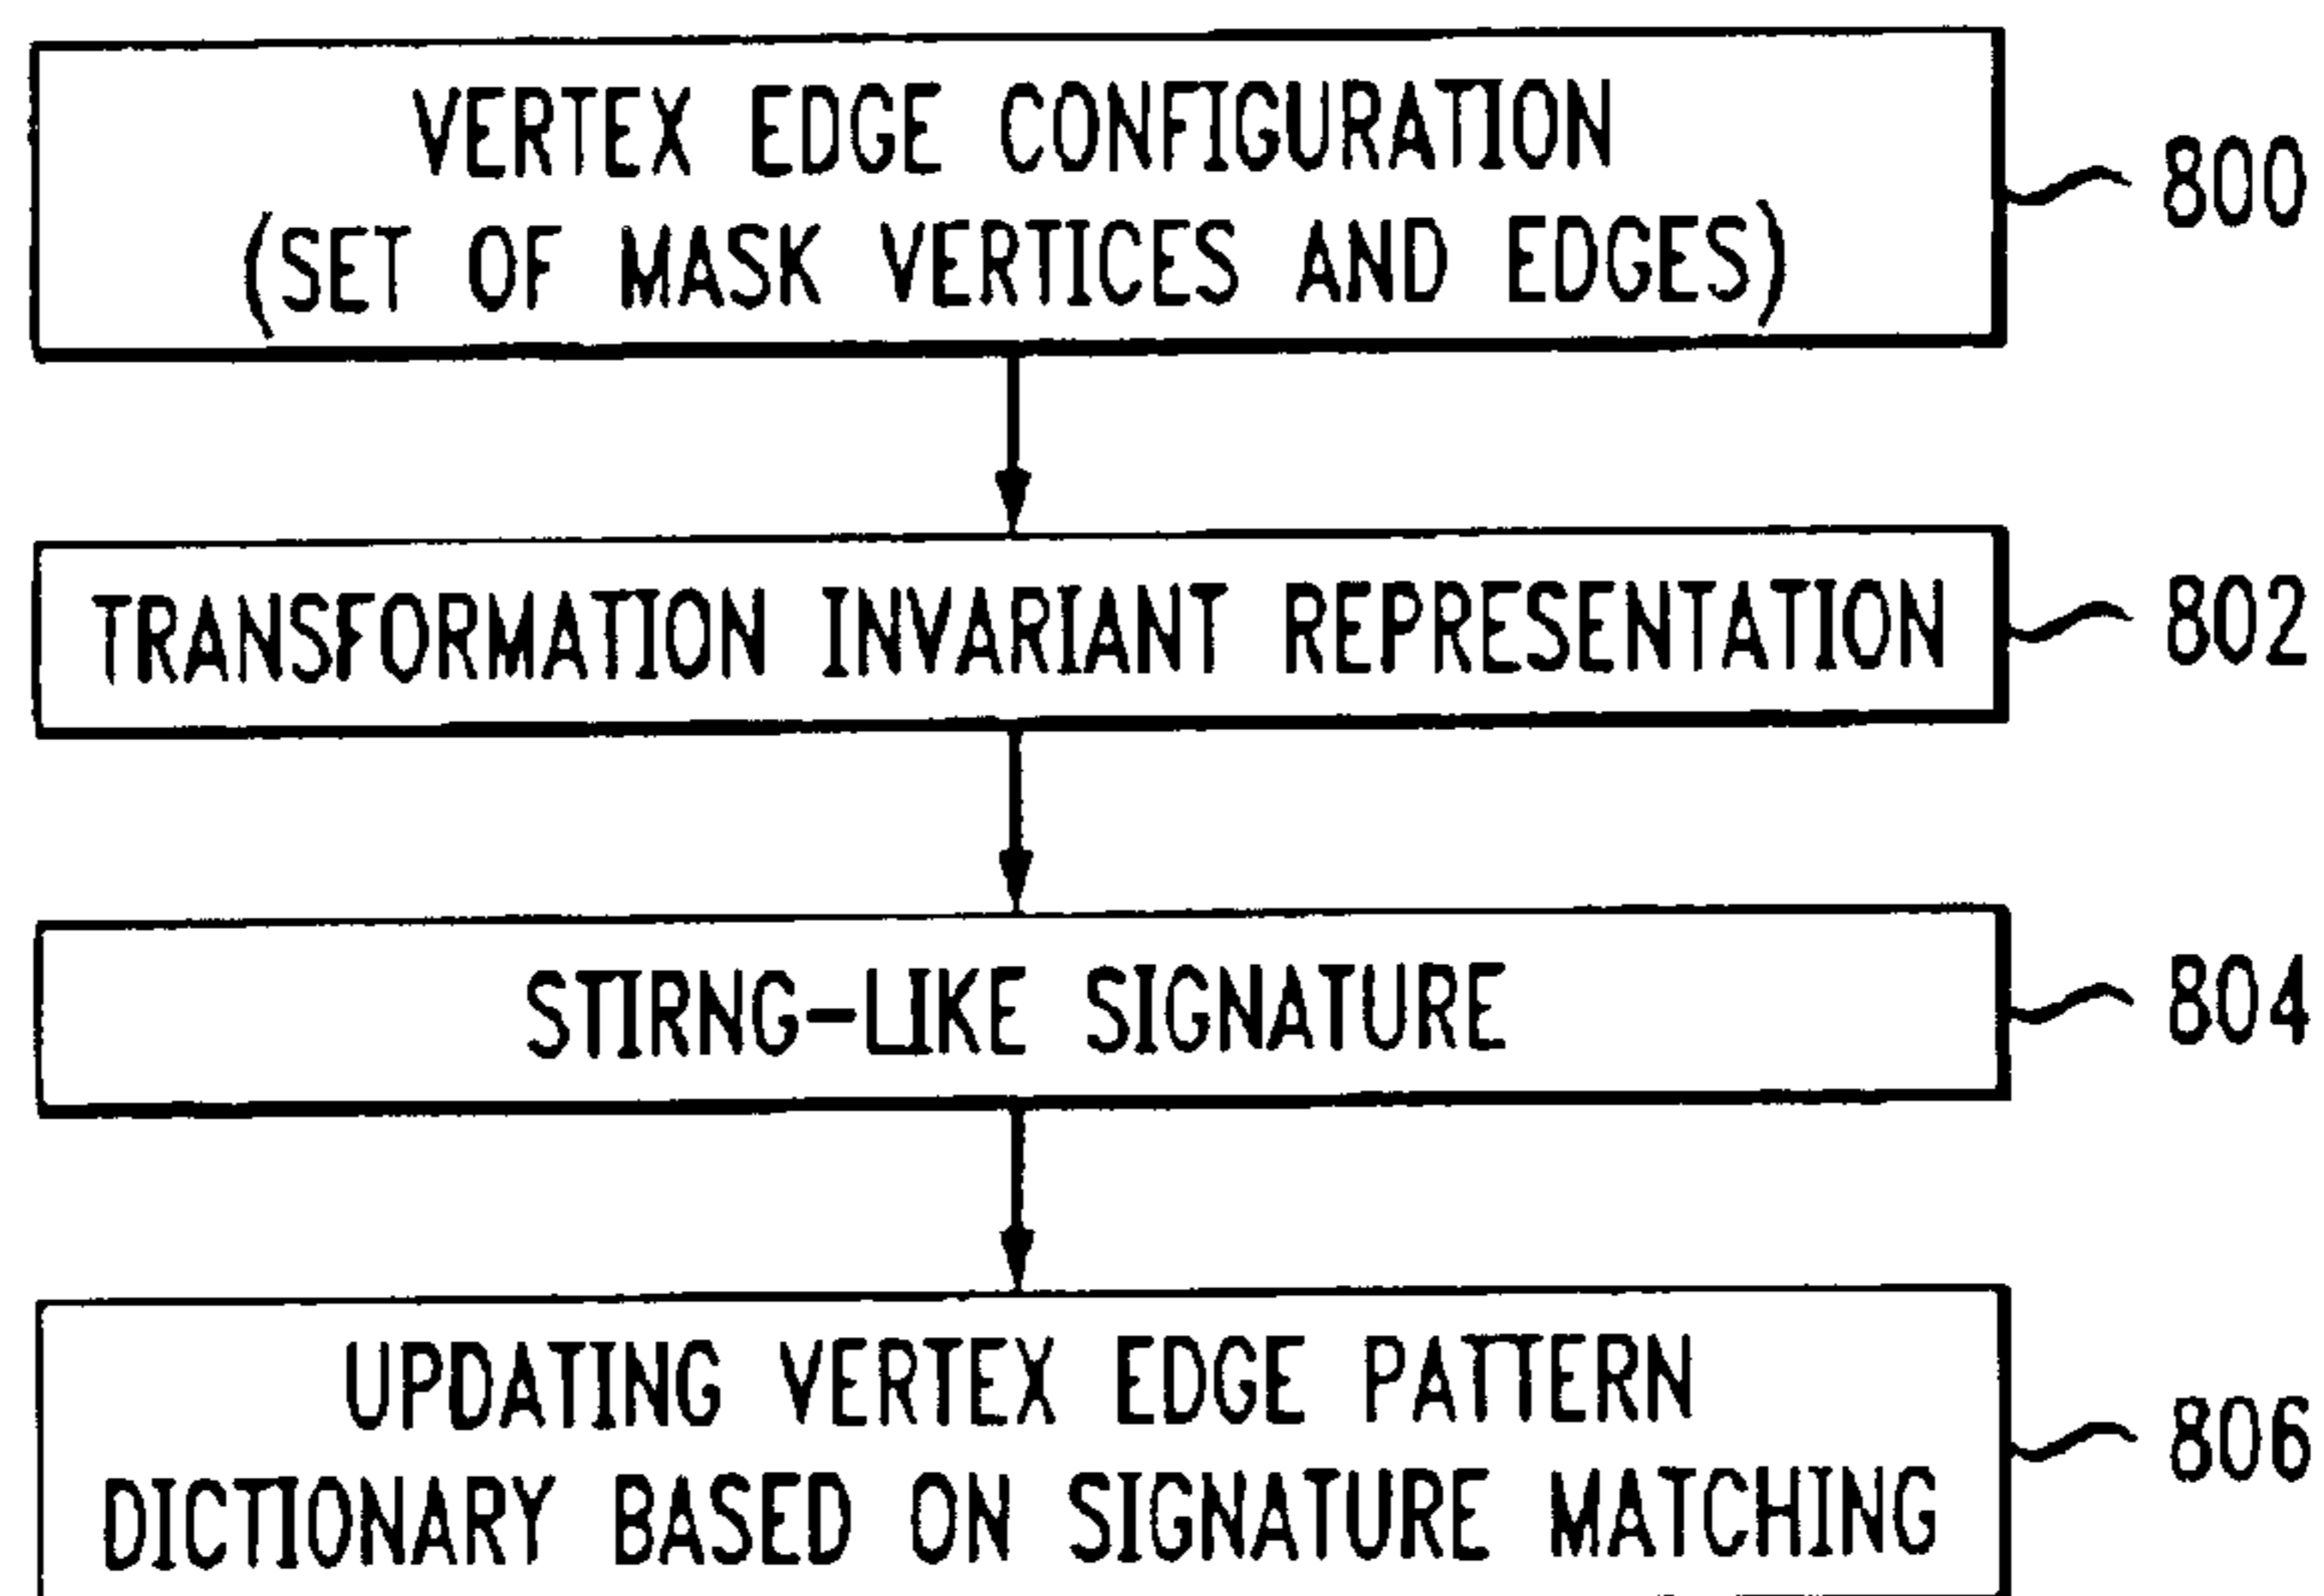 VERTEX EDGE CONFIGURATION
(SET OF MASK VERTICES AND EDGES)
800
TRANSFORMATION INVARIANT REPRESENTATION
802
STIRNG-LIKE SIGNATURE
804
UPDATING VERTEX EDGE PATTERN
DICTIONARY BASED ON SIGNATURE MATCHING
806